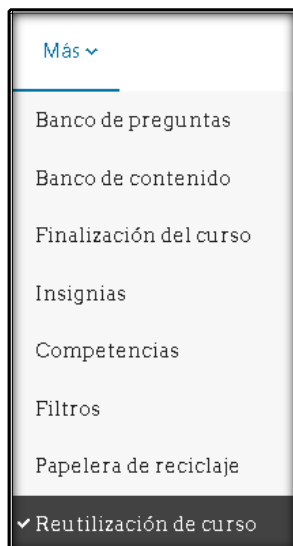 Más
Banco de preguntas
Banco de contenido
Finalización del curso
Insignias
Competencias
Filtros
Papelera de reciclaje
Reutilización de curso